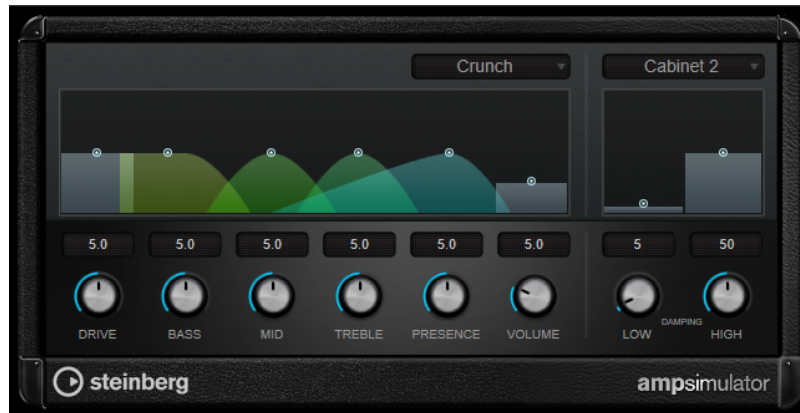 Crunch
Cabinet 2
5.0 5.0 5.0 5.0 5.0 5.0 5 50
DRIVE BASS MID TREBLE PRESENCE VOLUME LOW DAMPING HIGH
steinberg
ampsimulator